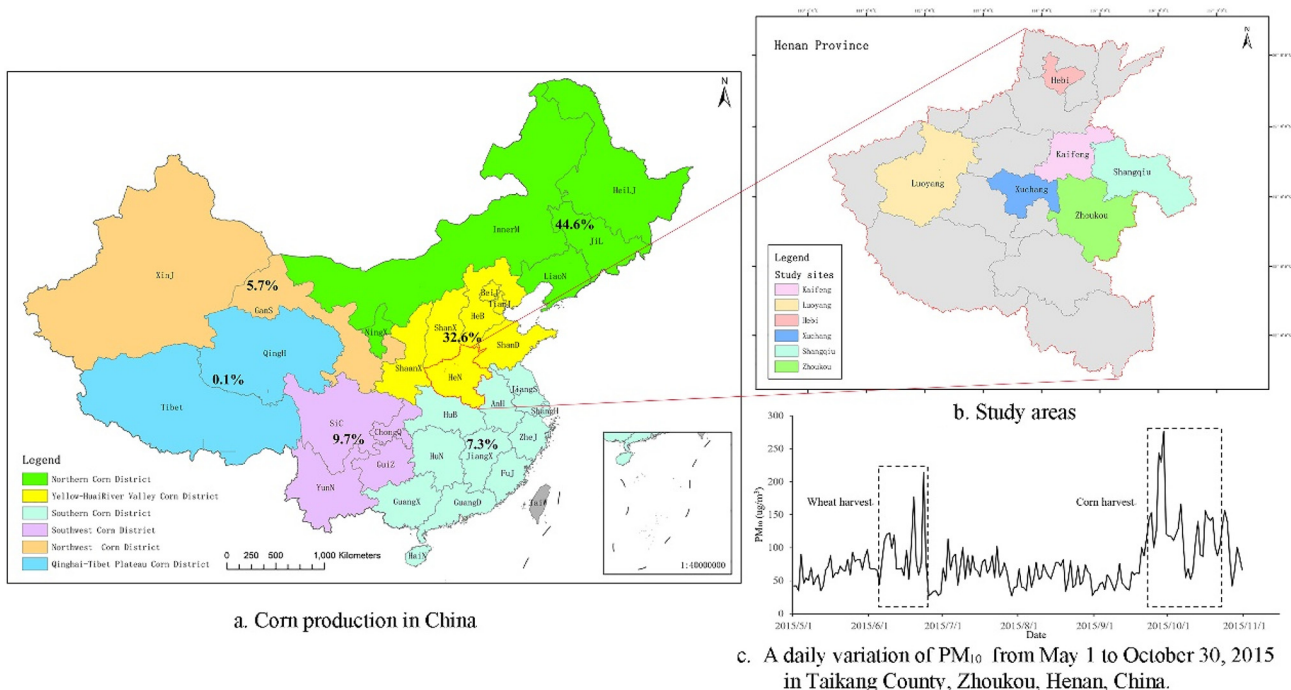 N
HeiLJ
InnerM
44.6%
JiL
XinJ
LiaoN
5.7%
GanS
BeiJ
TianJ
HeB
NingX
ShanX
32.6%
ShanD
QingH
ShanX
HeN
0.1%
JiangS
Tibet
AnH
ShangH
HuB
SiC
ChongQ
ZheJ
9.7%
7.3%
HuN
JiangX
GuiZ
FuJ
YunN
GuangX
GuangD
TaiW
HaiN
Legend
Northern Corn District
Yellow-HuaiRiver Valley Corn District
Southern Corn District
Southwest Corn District
Northwest Corn District
Qinghai-Tibet Plateau Corn District
0 250 500 1,000 Kilometers
1:40000000
a. Corn production in China
Henan Province
N
Hebi
Kaifeng
Shangqiu
Luoyang
Xuchang
Zhoukou
Legend
Study sites
Kaifeng
Luoyang
Hebi
Xuchang
Shangqiu
Zhoukou
b. Study areas
300
250
200
150
100
50
0
PM₁₀ (ug/m³)
Wheat harvest
Corn harvest
2015/5/1 2015/6/1 2015/7/1 2015/8/1 2015/9/1 2015/10/1 2015/11/1
Date
c. A daily variation of PM₁₀ from May 1 to October 30, 2015
in Taikang County, Zhoukou, Henan, China.